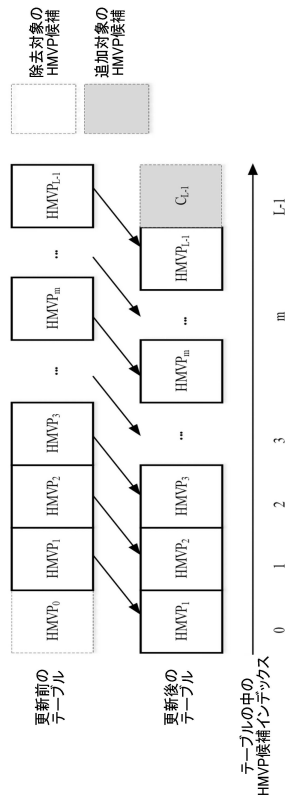 除去対象の
HMVP候補
追加対象の
HMVP候補
更新前の
テーブル
HMVP0 HMVP1 HMVP2 HMVP3 ... HMVPm ... HMVPL-1
... ...
更新後の
テーブル
HMVP1 HMVP2 HMVP3 ... HMVPm ... HMVPL-1 CL-1
テーブルの中の
HMVP候補インデックス
0 1 2 3 m L-1